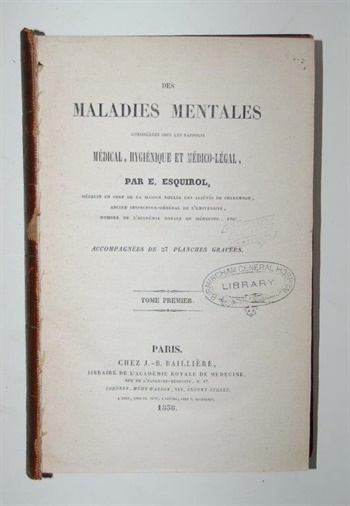 DES
MALADIES MENTALES
CONSIDÉRÉES SOUS LES RAPPORTS
MÉDICAL, HYGIÉNIQUE ET MÉDICO-LÉGAL,
PAR E. ESQUIROL,
MÉDECIN EN CHEF DE LA MAISON ROYALE DES ALIÉNÉS DE CHARENTON,
ANCIEN INSPECTEUR-GÉNÉRAL DE L'UNIVERSITÉ,
MEMBRE DE L'ACADÉMIE ROYALE DE MÉDECINE, ETC.
ACCOMPAGNÉES DE 27 PLANCHES GRAVÉES.
BIRMINGHAM GENERAL HOSPITAL
LIBRARY
TOME PREMIER.
PARIS.
CHEZ J.-B. BAILLIÈRE,
LIBRAIRE DE L'ACADÉMIE ROYALE DE MÉDECINE,
RUE DE L'ÉCOLE-DE-MÉDECINE, N. 17.
LONDRES, MÊME MAISON, 219, REGENT-STREET.
1838.